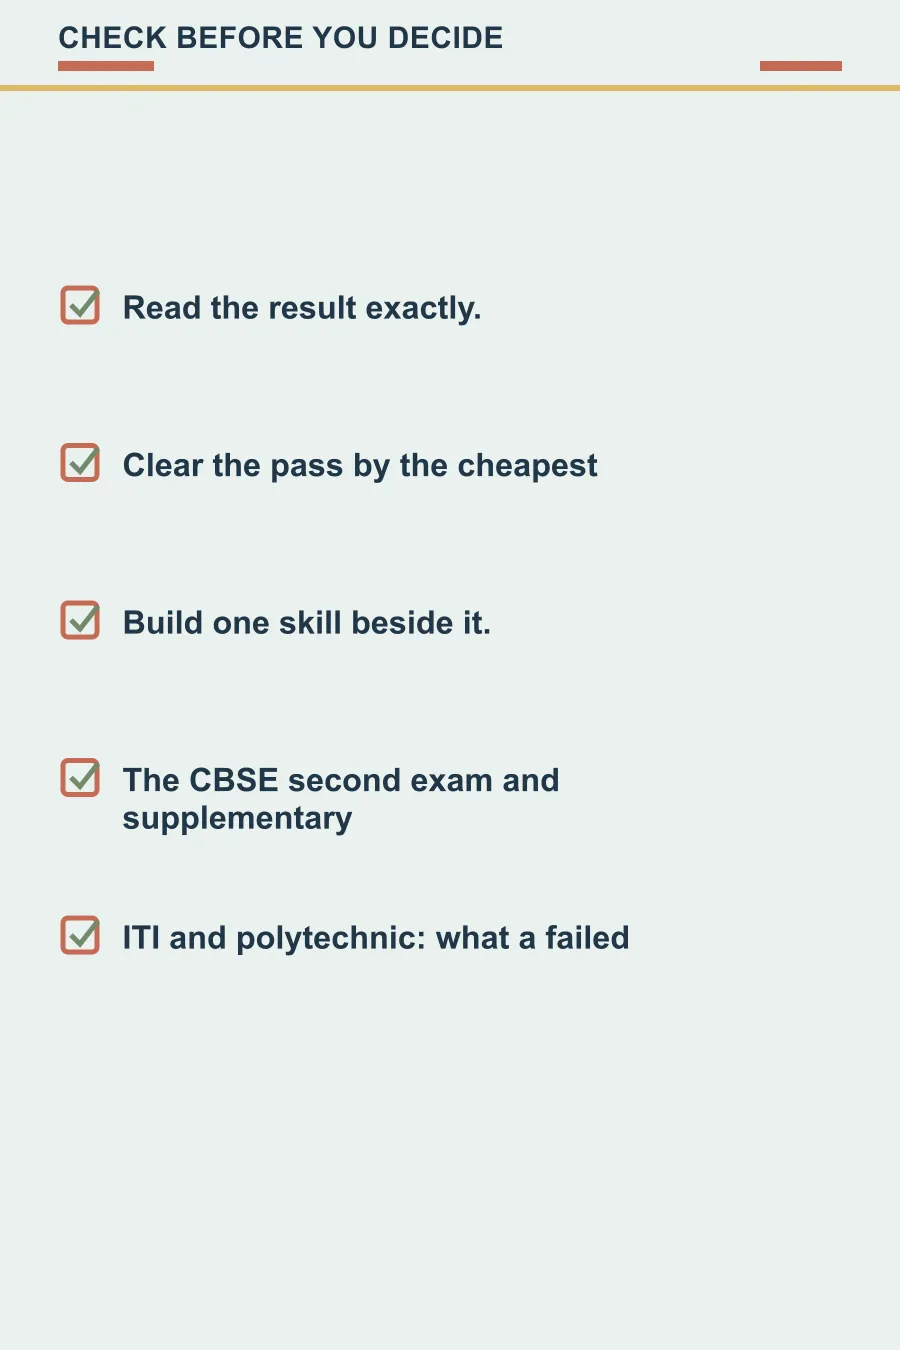 CHECK BEFORE YOU DECIDE
Read the result exactly.
Clear the pass by the cheapest
Build one skill beside it.
The CBSE second exam and
supplementary
ITI and polytechnic: what a failed